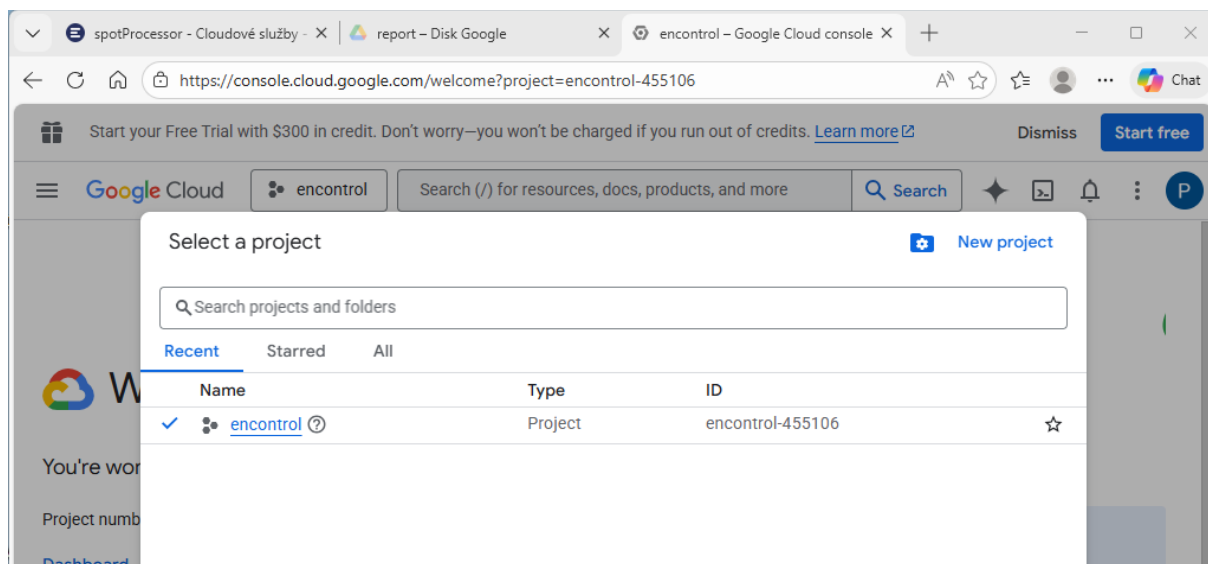 spotProcessor - Cloudové služby - report – Disk Google encontrol – Google Cloud console
https://console.cloud.google.com/welcome?project=encontrol-455106 Chat
Start your Free Trial with $300 in credit. Don't worry—you won't be charged if you run out of credits. Learn more Dismiss Start free
Google Cloud encontrol Search (/) for resources, docs, products, and more Search P
Select a project New project
Search projects and folders
Recent Starred All
W
Name Type ID
encontrol Project encontrol-455106
You're wor
Project numb
Dashboard